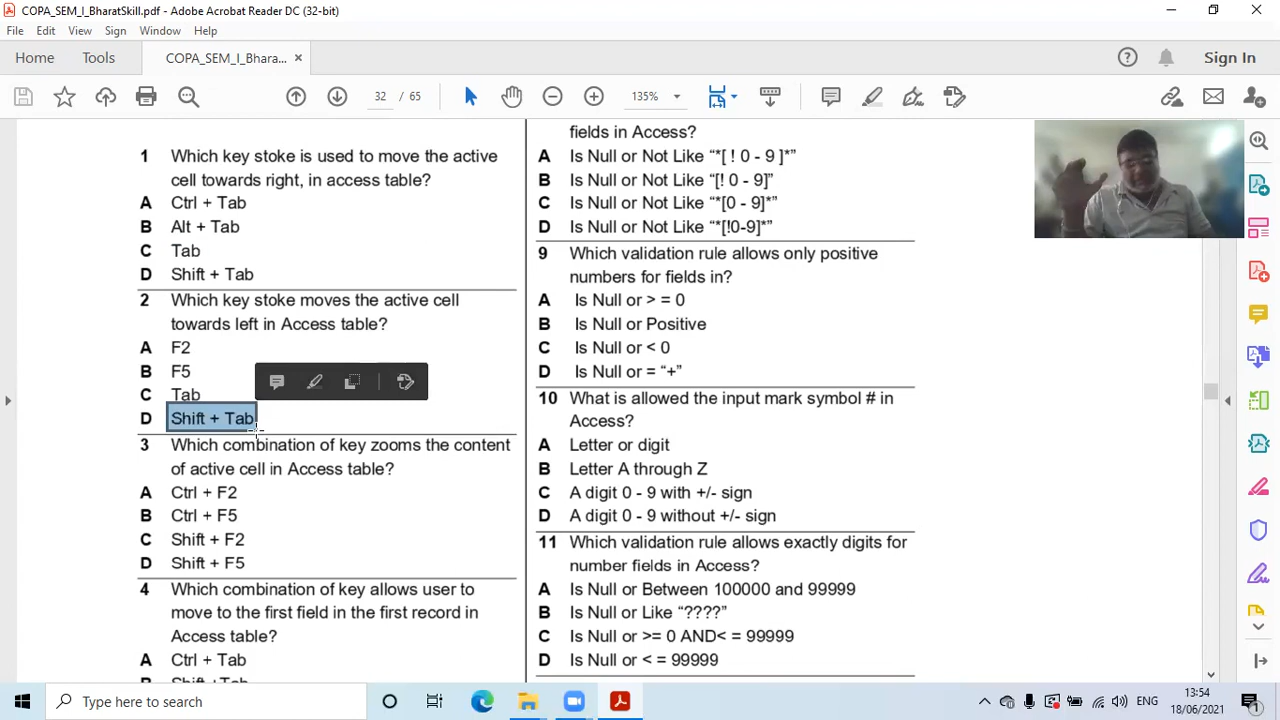 COPA_SEM_I_BharatSkill.pdf - Adobe Acrobat Reader DC (32-bit)
File Edit View Sign Window Help
Home Tools COPA_SEM_I_Bhara... Sign In
32 / 65 135%
1 Which key stoke is used to move the active
cell towards right, in access table?
A Ctrl + Tab
B Alt + Tab
C Tab
D Shift + Tab
2 Which key stoke moves the active cell
towards left in Access table?
A F2
B F5
C Tab
D Shift + Tab
3 Which combination of key zooms the content
of active cell in Access table?
A Ctrl + F2
B Ctrl + F5
C Shift + F2
D Shift + F5
4 Which combination of key allows user to
move to the first field in the first record in
Access table?
A Ctrl + Tab
B Shift +Tab
fields in Access?
A Is Null or Not Like “*[ ! 0 - 9 ]*”
B Is Null or Not Like “[! 0 - 9]”
C Is Null or Not Like “*[0 - 9]*”
D Is Null or Not Like “*[!0-9]*”
9 Which validation rule allows only positive
numbers for fields in?
A Is Null or > = 0
B Is Null or Positive
C Is Null or < 0
D Is Null or = “+”
10 What is allowed the input mark symbol # in
Access?
A Letter or digit
B Letter A through Z
C A digit 0 - 9 with +/- sign
D A digit 0 - 9 without +/- sign
11 Which validation rule allows exactly digits for
number fields in Access?
A Is Null or Between 100000 and 99999
B Is Null or Like “????”
C Is Null or >= 0 AND< = 99999
D Is Null or < = 99999
Type here to search
ENG
13:54
18/06/2021
1